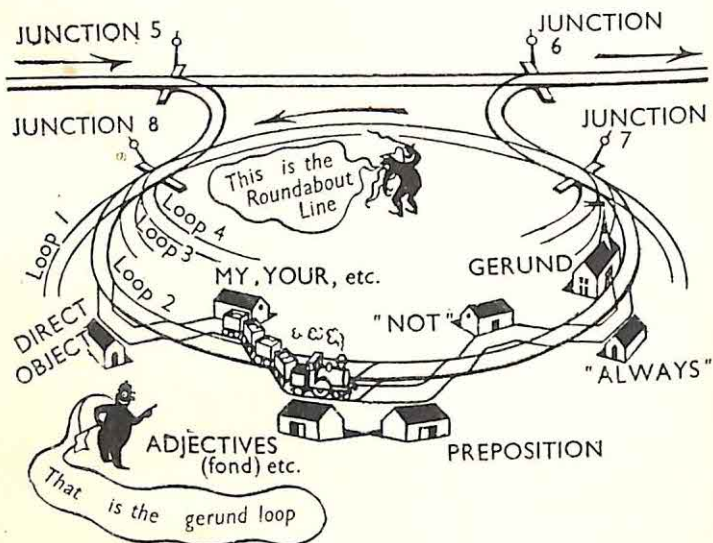 JUNCTION 5
JUNCTION
6
JUNCTION 8
JUNCTION
7
This is the
Roundabout
Line
Loop 1
Loop 4
Loop 3
Loop 2
MY, YOUR, etc.
GERUND
"NOT"
DIRECT
OBJECT
"ALWAYS"
ADJECTIVES
(fond) etc.
PREPOSITION
That is the gerund loop